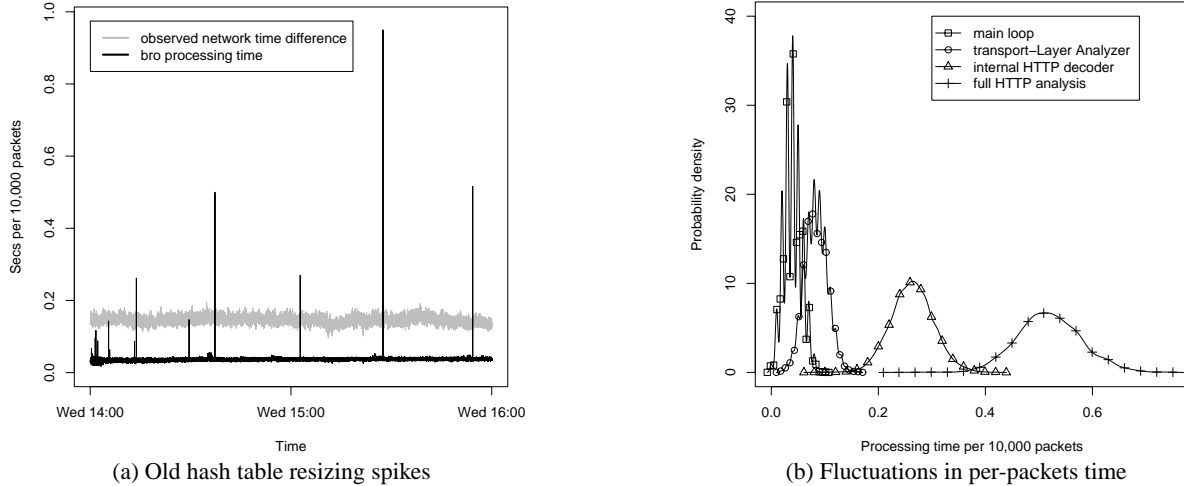 1.0
0.8
0.6
0.4
0.2
0.0
Secs per 10,000 packets
observed network time difference
bro processing time
Wed 14:00
Wed 15:00
Wed 16:00
Time
(a) Old hash table resizing spikes
40
30
20
10
0
Probability density
main loop
transport−Layer Analyzer
internal HTTP decoder
full HTTP analysis
0.0
0.2
0.4
0.6
Processing time per 10,000 packets
(b) Fluctuations in per-packets time